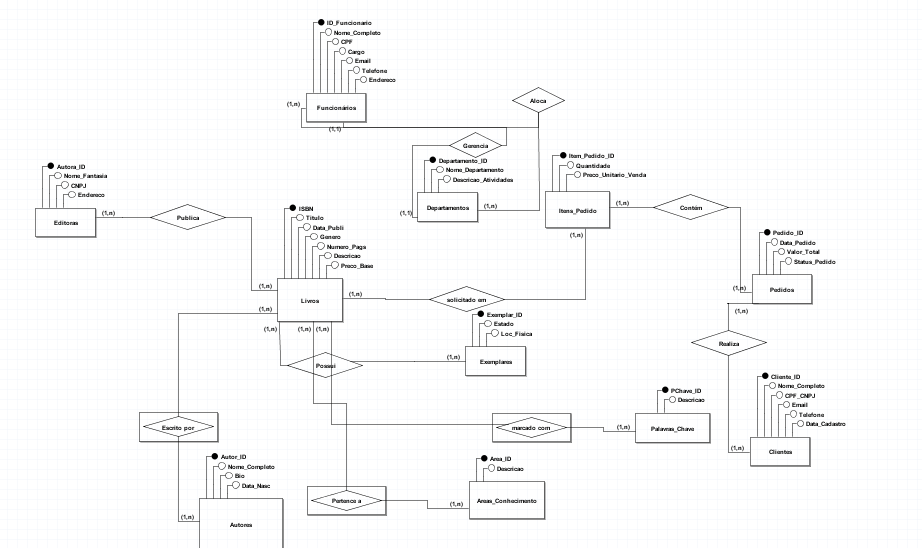 ID_Funcionario
Nome_Completo
CPF
Cargo
Email
Telefone
Endereco
(1,n)
Funcionários
(1,1)
Aloca
Gerencia
Departamento_ID
Nome_Departamento
Descricao_Atividades
(1,1)
Departamentos
(1,n)
Item_Pedido_ID
Quantidade
Preco_Unitario_Venda
Itens_Pedido
(1,n)
(1,n)
Contém
Autora_ID
Nome_Fantasia
CNPJ
Endereco
Editoras
(1,n)
Publica
ISBN
Titulo
Data_Publi
Genero
Numero_Pags
Descricao
Preco_Base
(1,n)
Livros
(1,n)
(1,n)
(1,n)
(1,n)
(1,n)
solicitado em
Pedido_ID
Data_Pedido
Valor_Total
Status_Pedido
(1,n)
Pedidos
(1,n)
Realiza
Exemplar_ID
Estado
Loc_Fisica
Possui
(1,n)
Exemplares
Cliente_ID
Nome_Completo
CPF_CNPJ
Email
Telefone
Data_Cadastro
(1,n)
Clientes
PChave_ID
Descricao
marcado com
(1,n)
Palavras_Chave
Escrito por
Autor_ID
Nome_Completo
Bio
Data_Nasc
(1,n)
Autores
Area_ID
Descricao
Pertence a
(1,n)
Areas_Conhecimento